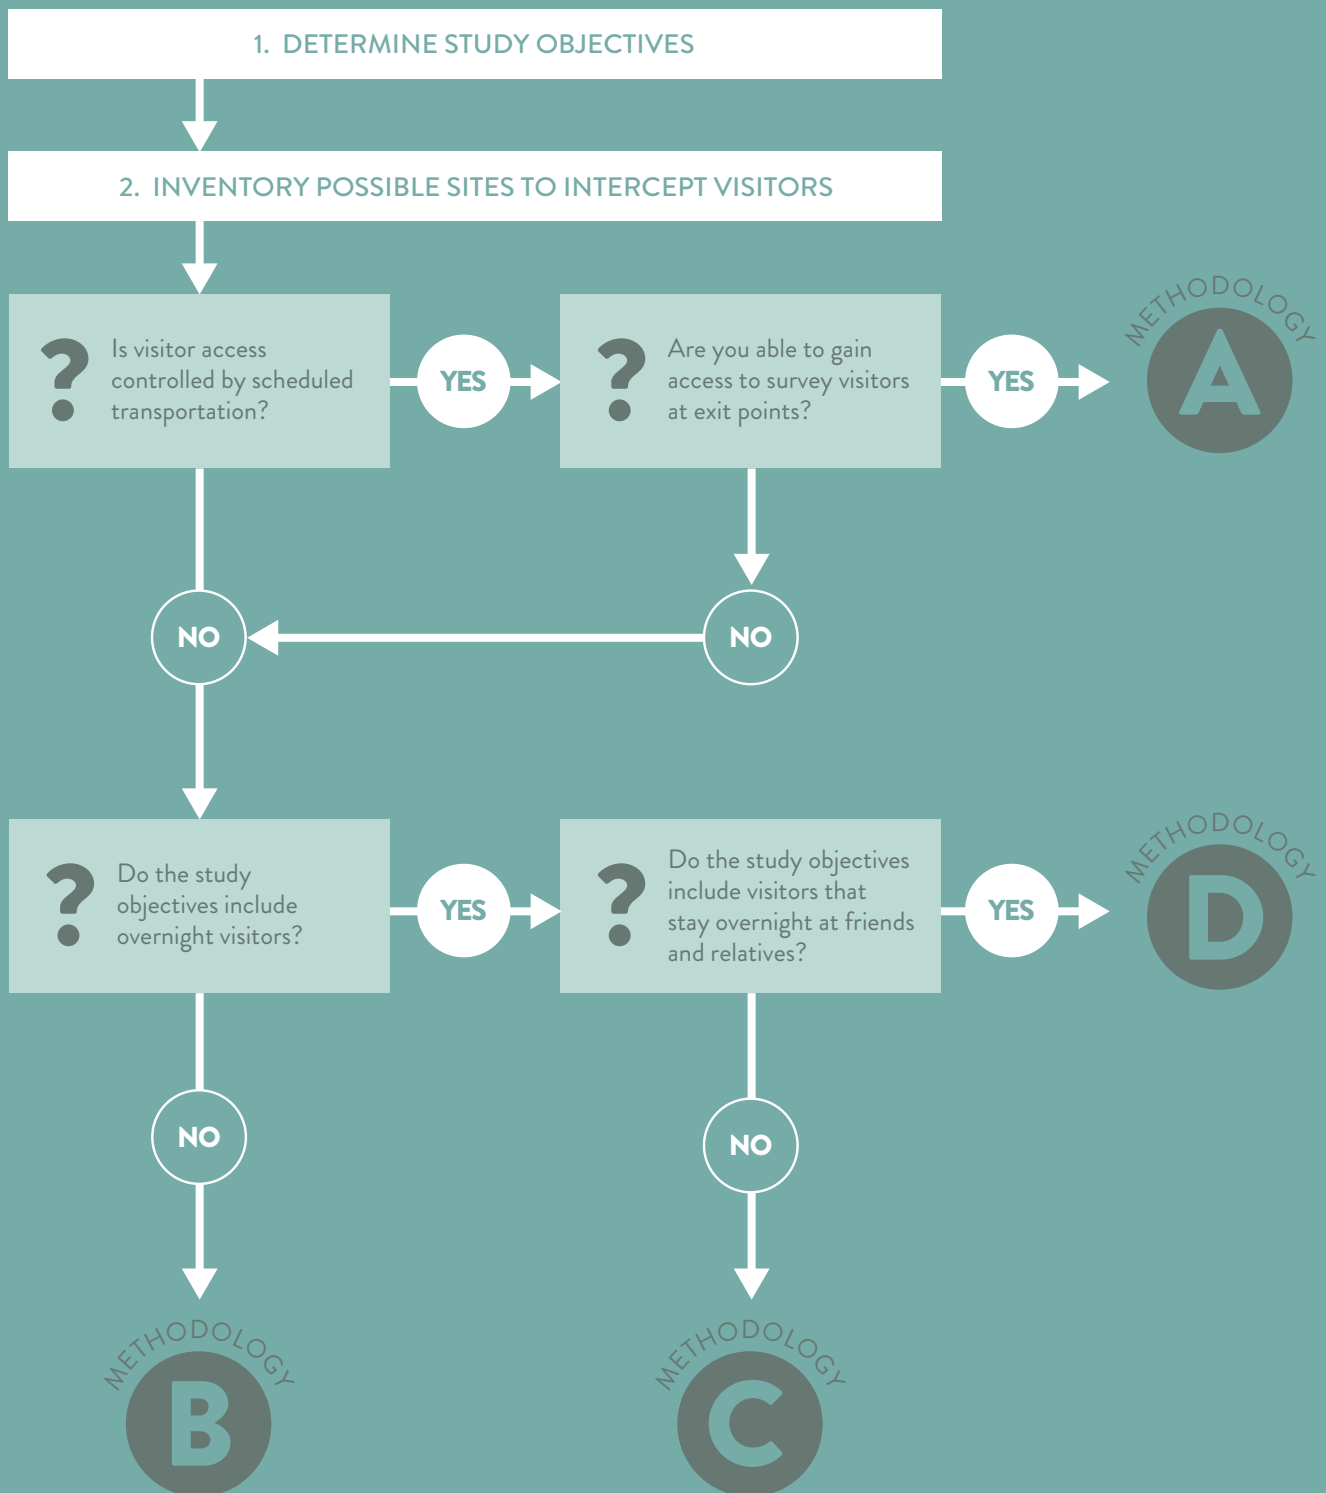 1. DETERMINE STUDY OBJECTIVES
2. INVENTORY POSSIBLE SITES TO INTERCEPT VISITORS
? Is visitor access
controlled by scheduled
transportation?
YES
? Are you able to gain
access to survey visitors
at exit points?
YES
METHODOLOGY
A
NO
NO
? Do the study
objectives include
overnight visitors?
YES
? Do the study objectives
include visitors that
stay overnight at friends
and relatives?
YES
METHODOLOGY
D
NO
NO
METHODOLOGY
B
METHODOLOGY
C